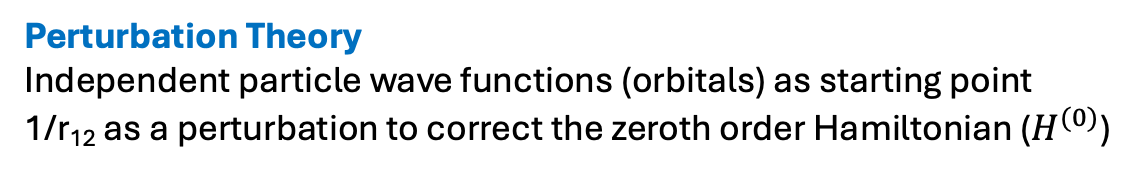 Perturbation Theory
Independent particle wave functions (orbitals) as starting point
1/r₁₂ as a perturbation to correct the zeroth order Hamiltonian (𝐻⁽⁰⁾)